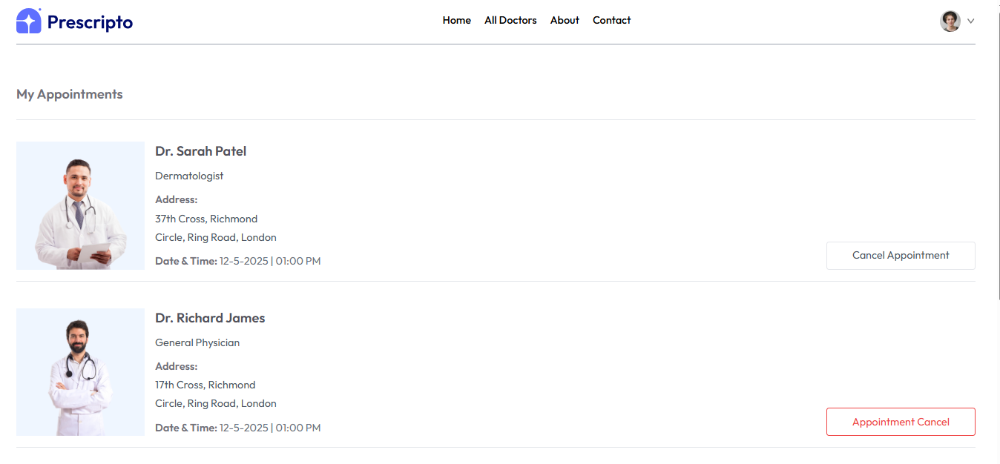 Prescripto
Home All Doctors About Contact
My Appointments
Dr. Sarah Patel
Dermatologist
Address:
37th Cross, Richmond
Circle, Ring Road, London
Date & Time: 12-5-2025 | 01:00 PM
Cancel Appointment
Dr. Richard James
General Physician
Address:
17th Cross, Richmond
Circle, Ring Road, London
Date & Time: 12-5-2025 | 01:00 PM
Appointment Cancel